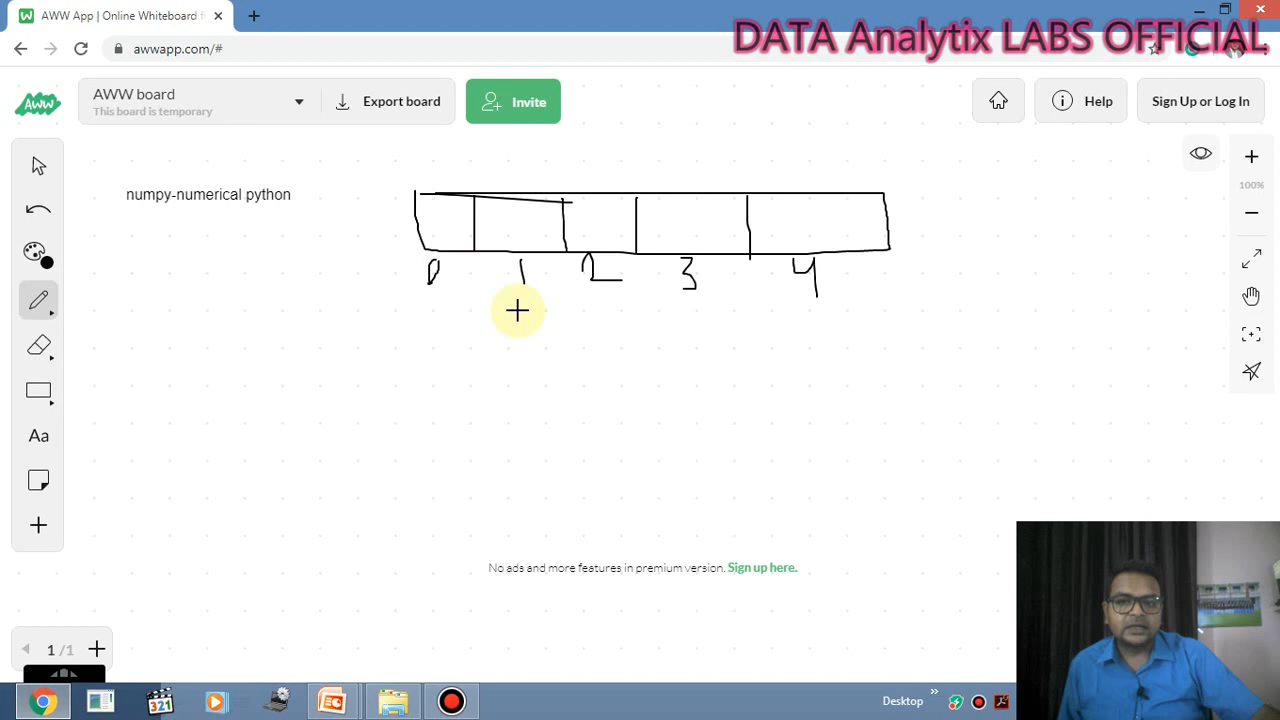 AWW App | Online Whiteboard f
DATA Analytix LABS OFFICIAL
awwapp.com/#
AWW
AWW board
This board is temporary
Export board
Invite
Help
Sign Up or Log In
numpy-numerical python
100%
0 1 2 3 4
Aa
No ads and more features in premium version. Sign up here.
1 /1
321
Desktop